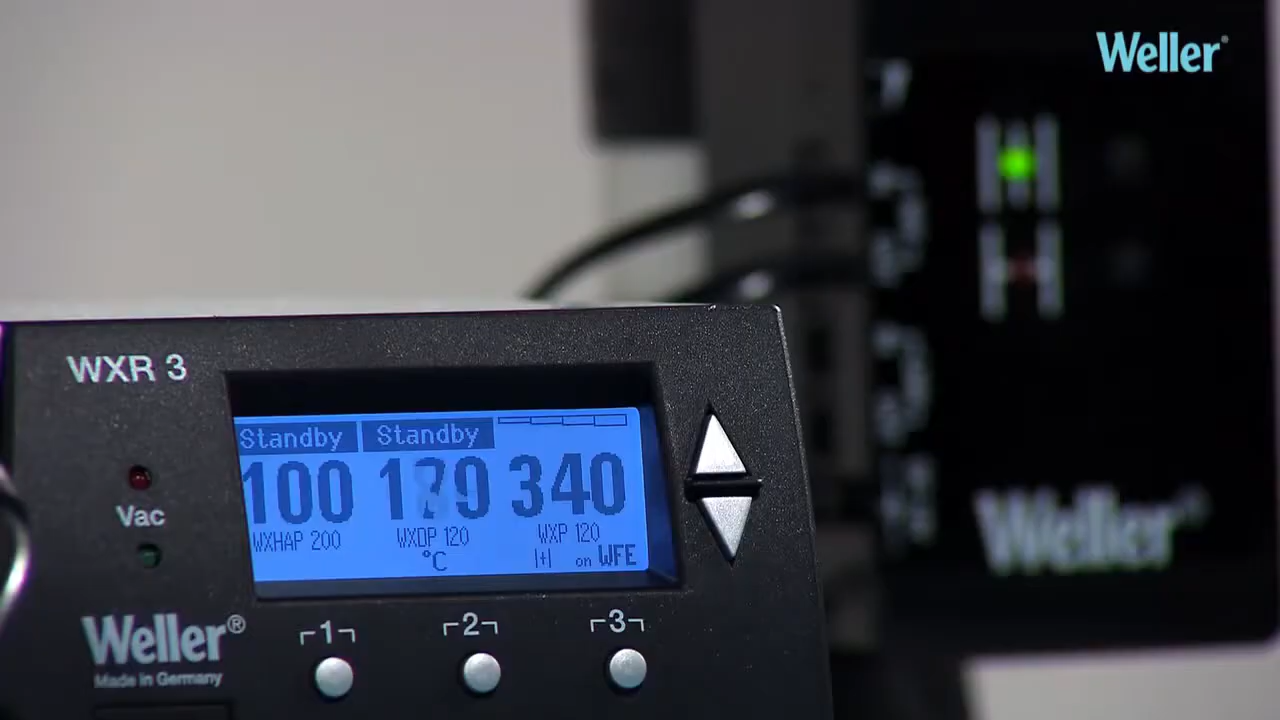 Weller®
WXR 3
Standby Standby
100 179 340
WXHAP 200 WXDP 120 WXP 120
°C |+| on WFE
Vac
Weller®
Made in Germany
1 2 3
Weller®